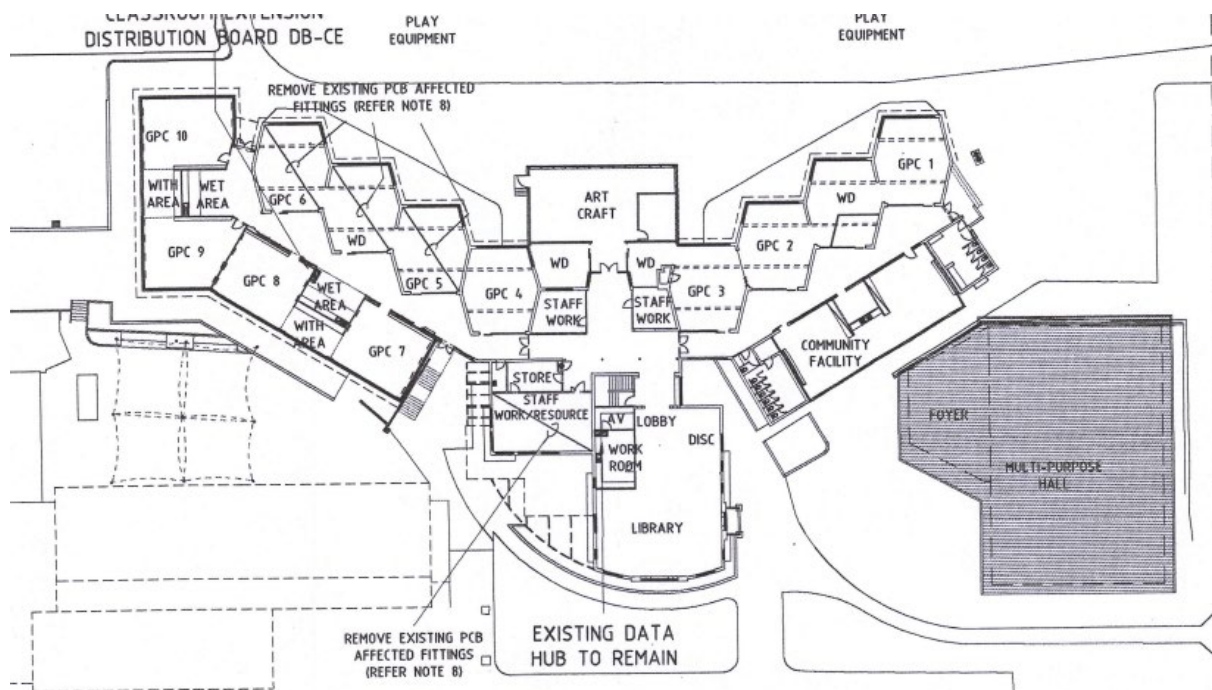 CLASSROOM EXTENSION
DISTRIBUTION BOARD DB-CE
PLAY
EQUIPMENT
PLAY
EQUIPMENT
REMOVE EXISTING PCB AFFECTED
FITTINGS (REFER NOTE 8)
GPC 10
WITH
AREA
WET
AREA
GPC 9
GPC 8
WET
AREA
WITH
AREA
GPC 7
GPC 6
WD
GPC 5
GPC 4
WD
STAFF
WORK
ART
CRAFT
WD
STAFF
WORK
GPC 3
GPC 2
WD
GPC 1
COMMUNITY
FACILITY
STORE
STAFF
WORK/RESOURCE
AV
LOBBY
DISC
WORK
ROOM
LIBRARY
FOYER
MULTI-PURPOSE
HALL
REMOVE EXISTING PCB
AFFECTED FITTINGS
(REFER NOTE 8)
EXISTING DATA
HUB TO REMAIN